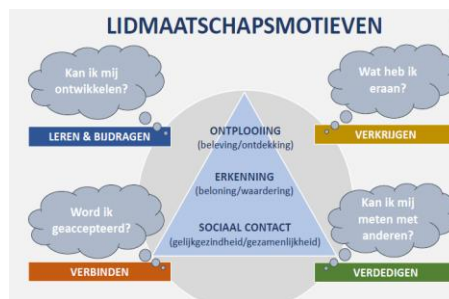 LIDMAATSCHAPSMOTIEVEN
Kan ik mij
ontwikkelen?
LEREN & BIJDRAGEN
Wat heb ik
eraan?
VERKRIJGEN
ONTPLOOIING
(beleving/ontdekking)
ERKENNING
(beloning/waardering)
SOCIAAL CONTACT
(gelijkgezindheid/gezamenlijkheid)
Word ik
geaccepteerd?
VERBINDEN
Kan ik mij
meten met
anderen?
VERDEDIGEN